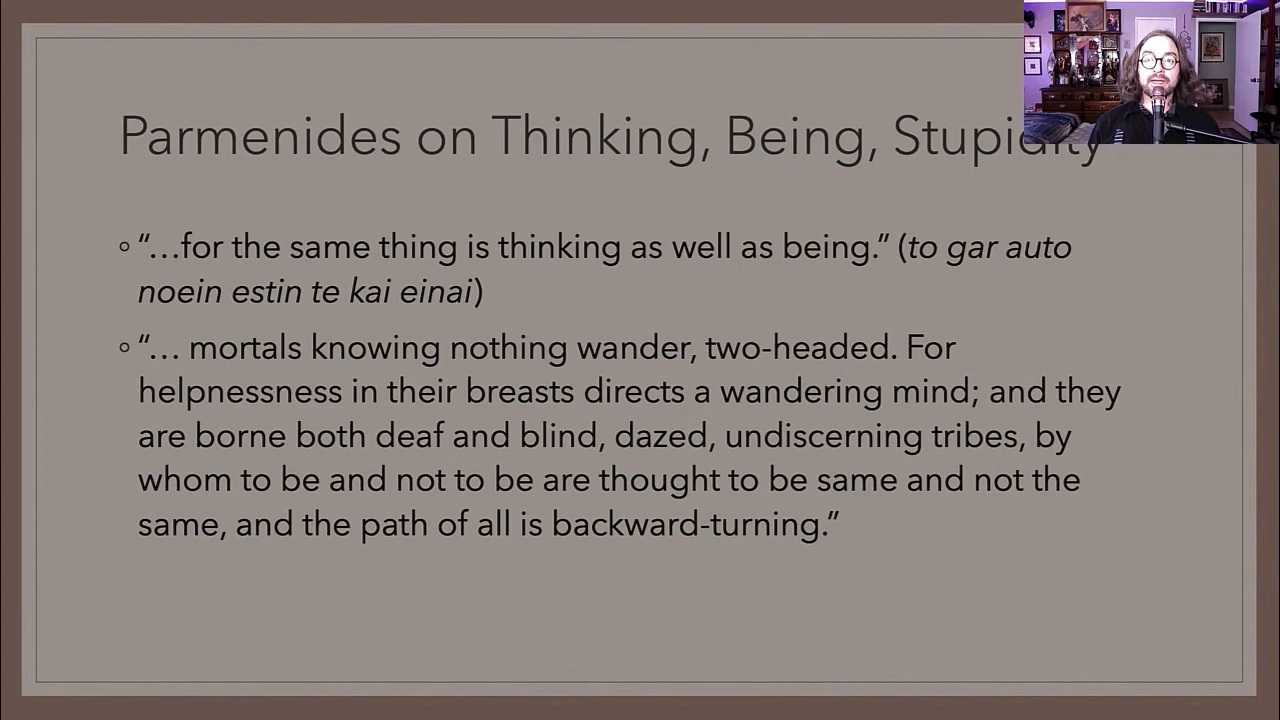 Parmenides on Thinking, Being, Stupidity
◦ “…for the same thing is thinking as well as being.” (to gar auto
noein estin te kai einai)
◦ “… mortals knowing nothing wander, two-headed. For
helpnessness in their breasts directs a wandering mind; and they
are borne both deaf and blind, dazed, undiscerning tribes, by
whom to be and not to be are thought to be same and not the
same, and the path of all is backward-turning.”